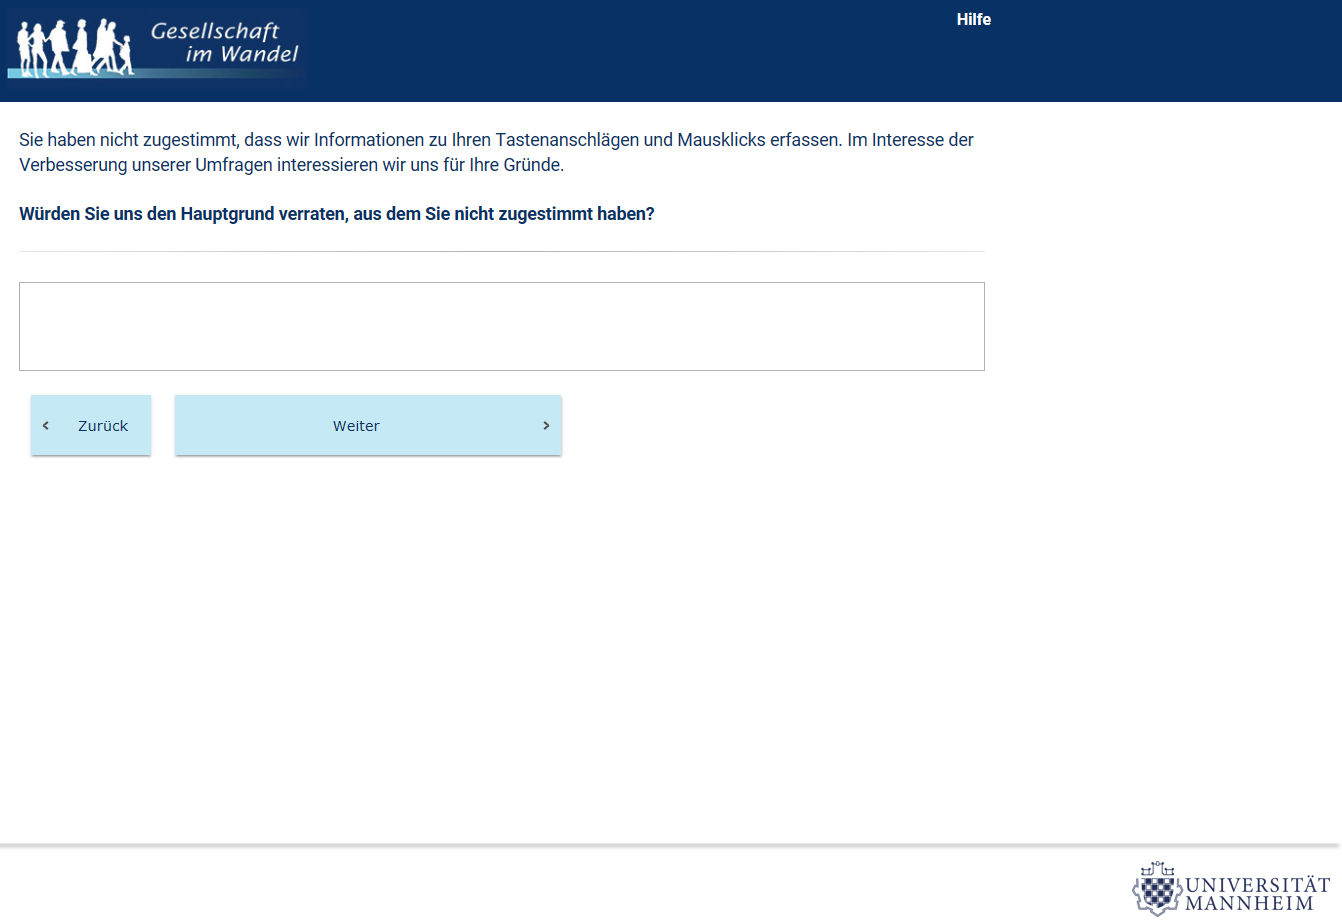 Gesellschaft
im Wandel
Hilfe
Sie haben nicht zugestimmt, dass wir Informationen zu Ihren Tastenanschlägen und Mausklicks erfassen. Im Interesse der
Verbesserung unserer Umfragen interessieren wir uns für Ihre Gründe.
Würden Sie uns den Hauptgrund verraten, aus dem Sie nicht zugestimmt haben?
Zurück
Weiter
UNIVERSITÄT
MANNHEIM